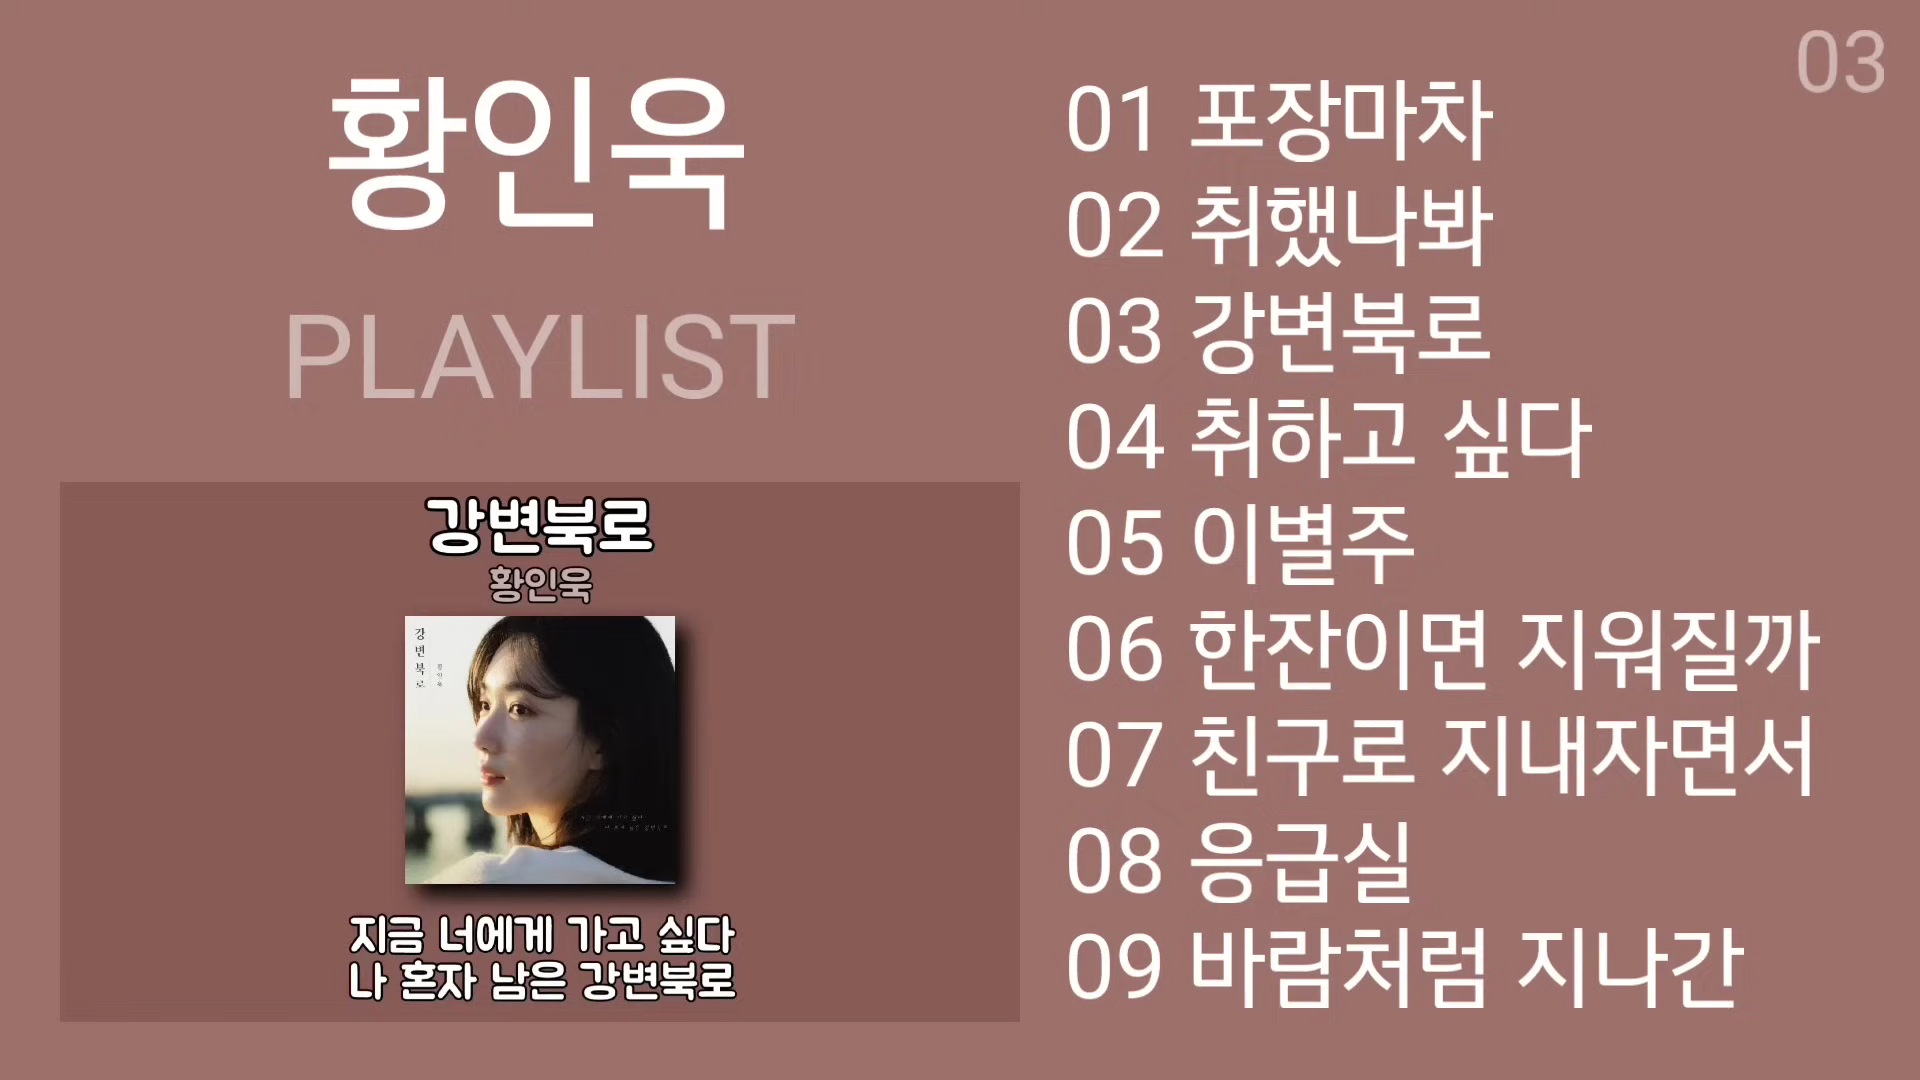 황인욱
PLAYLIST
강변북로
황인욱
강변북로
황인욱
지금 너에게 가고 싶다
나 혼자 남은 강변북로
03
01 포장마차
02 취했나봐
03 강변북로
04 취하고 싶다
05 이별주
06 한잔이면 지워질까
07 친구로 지내자면서
08 응급실
09 바람처럼 지나간